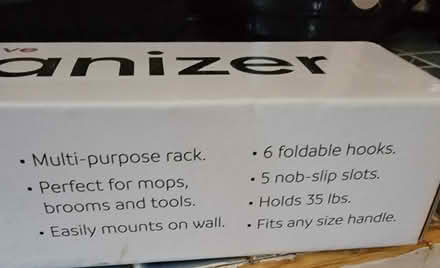 ve
anizer
• Multi-purpose rack.
• Perfect for mops,
brooms and tools.
• Easily mounts on wall.
• 6 foldable hooks.
• 5 nob-slip slots.
• Holds 35 lbs.
• Fits any size handle.